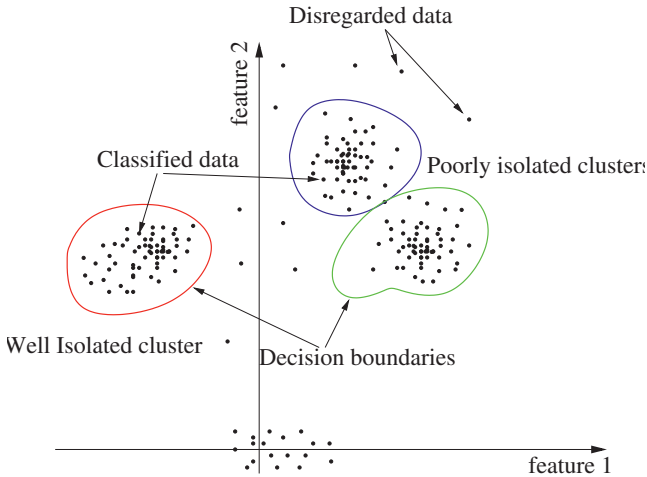 Disregarded data
feature 2
Classified data
Poorly isolated clusters
Well Isolated cluster
Decision boundaries
feature 1